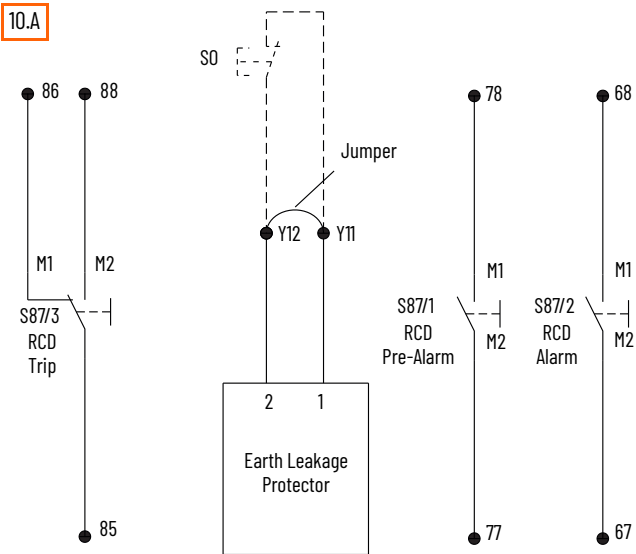 10.A
S0
86
88
78
68
Jumper
Y12
Y11
M1
M2
M1
M1
S87/3
RCD
Trip
S87/1
RCD
Pre-Alarm
M2
S87/2
RCD
Alarm
M2
2
1
Earth Leakage
Protector
85
77
67